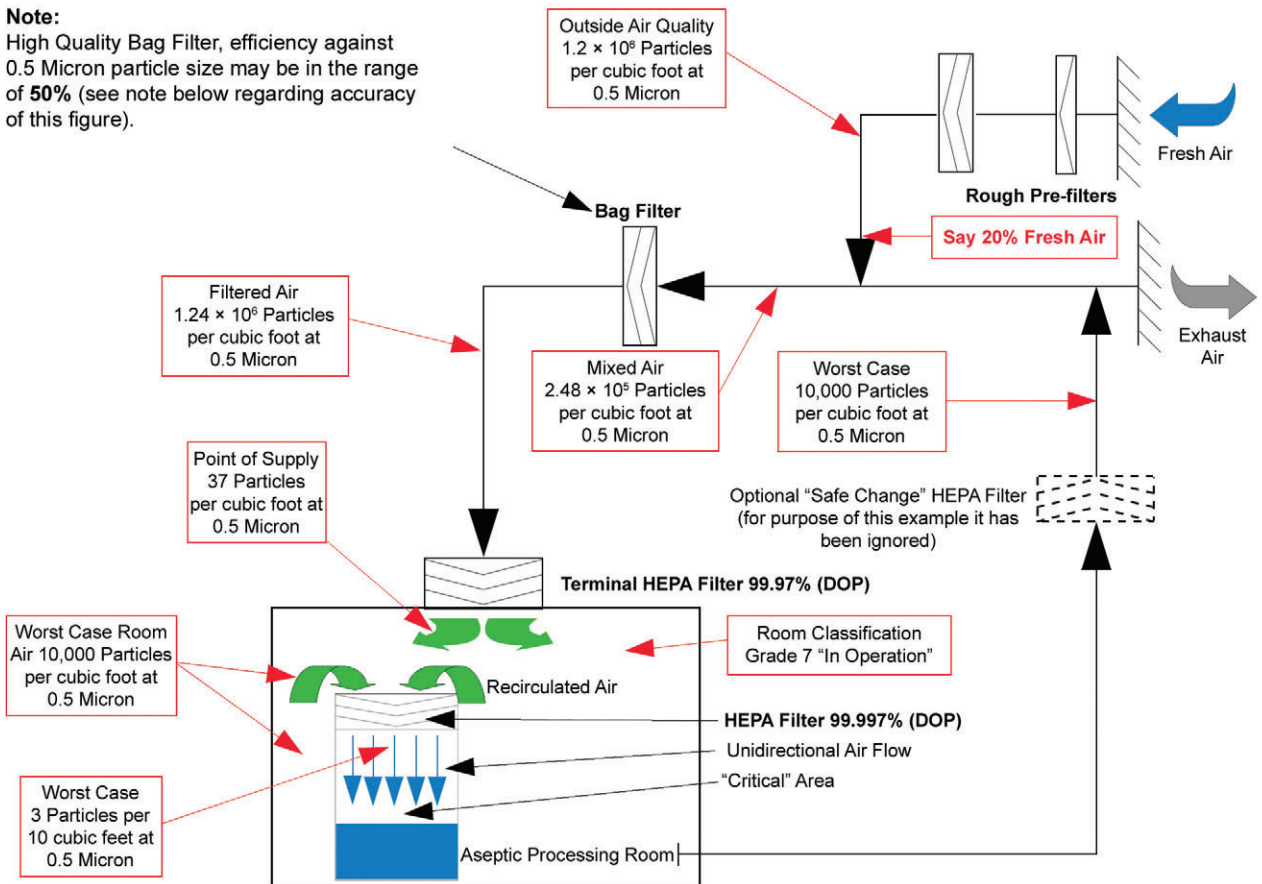 Note:
High Quality Bag Filter, efficiency against
0.5 Micron particle size may be in the range
of 50% (see note below regarding accuracy
of this figure).
Outside Air Quality
1.2 × 10⁶ Particles
per cubic foot at
0.5 Micron
Fresh Air
Rough Pre-filters
Say 20% Fresh Air
Bag Filter
Exhaust
Air
Filtered Air
1.24 × 10⁶ Particles
per cubic foot at
0.5 Micron
Mixed Air
2.48 × 10⁵ Particles
per cubic foot at
0.5 Micron
Worst Case
10,000 Particles
per cubic foot at
0.5 Micron
Point of Supply
37 Particles
per cubic foot at
0.5 Micron
Optional “Safe Change” HEPA Filter
(for purpose of this example it has
been ignored)
Terminal HEPA Filter 99.97% (DOP)
Worst Case Room
Air 10,000 Particles
per cubic foot at
0.5 Micron
Room Classification
Grade 7 “In Operation”
Recirculated Air
HEPA Filter 99.997% (DOP)
Unidirectional Air Flow
“Critical” Area
Worst Case
3 Particles per
10 cubic feet at
0.5 Micron
Aseptic Processing Room